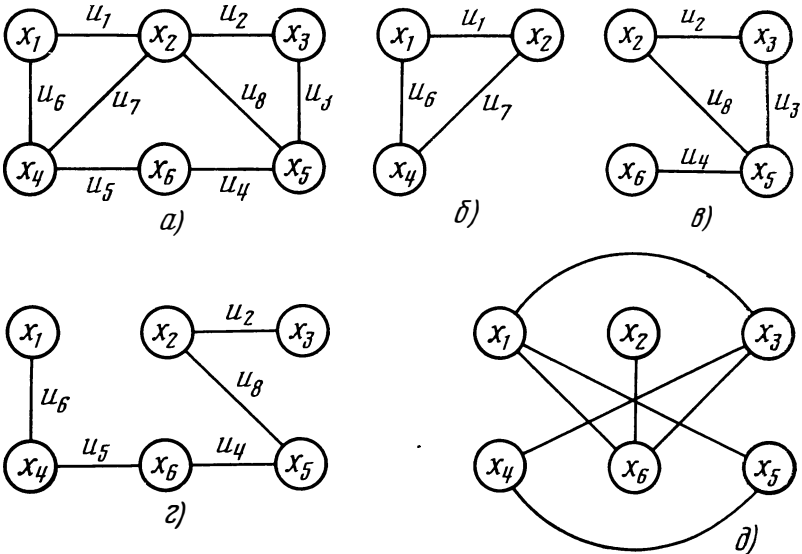 u₁ u₂ u₁ u₂
x₁ x₂ x₃ x₁ x₂ x₂ x₃
u₆ u₇ u₈ u₃ u₆ u₇ u₈ u₃
x₄ x₆ x₅ x₄ x₆ u₄ x₅
u₅ u₄
а) б) в)
u₂
x₁ x₂ x₃ x₁ x₂ x₃
u₆ u₈
u₅ u₄
x₄ x₆ x₅ x₄ x₆ x₅
г) д)